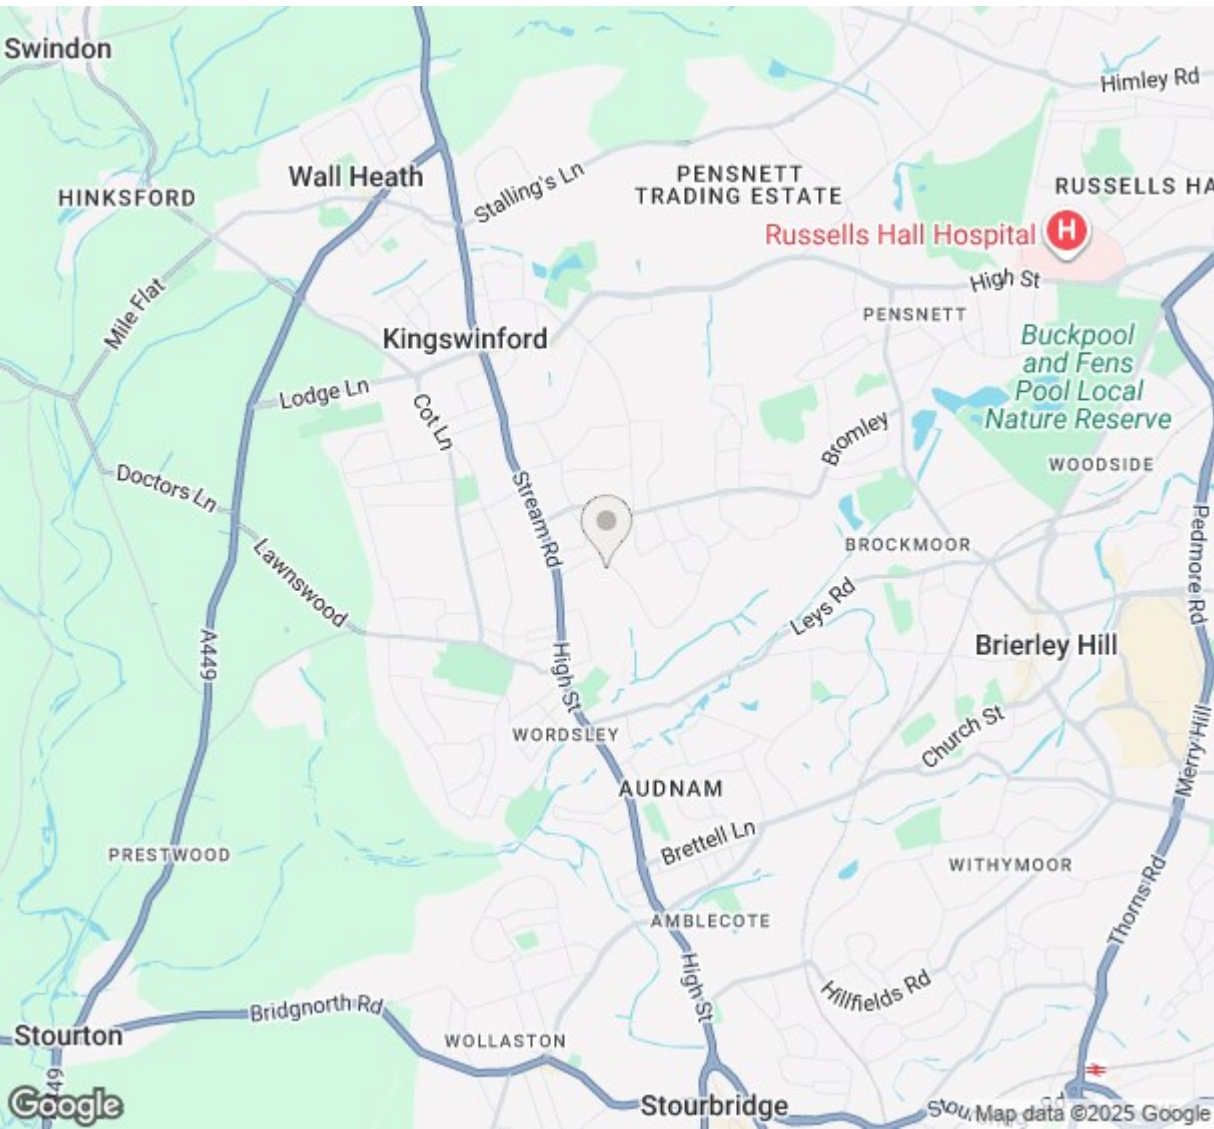 Swindon
Himley Rd
Wall Heath
HINKSFORD
Stalling's Ln
PENSNETT
TRADING ESTATE
RUSSELLS HA
Russells Hall Hospital
H
High St
Mile Flat
PENSNETT
Kingswinford
Buckpool
and Fens
Pool Local
Nature Reserve
Lodge Ln
Cot Ln
Bromley
WOODSIDE
Doctors Ln
Stream Rd
Pedmore Rd
BROCKMOOR
Lawnswood
Leys Rd
A449
Brierley Hill
High St
WORDSLEY
Church St
Merry Hill
AUDNAM
Brettell Ln
PRESTWOOD
WITHYMOOR
Thorns Rd
AMBLECOTE
High St
Hillfields Rd
Bridgnorth Rd
Stourton
WOLLASTON
449
Google
Stourbridge
Map data ©2025 Google